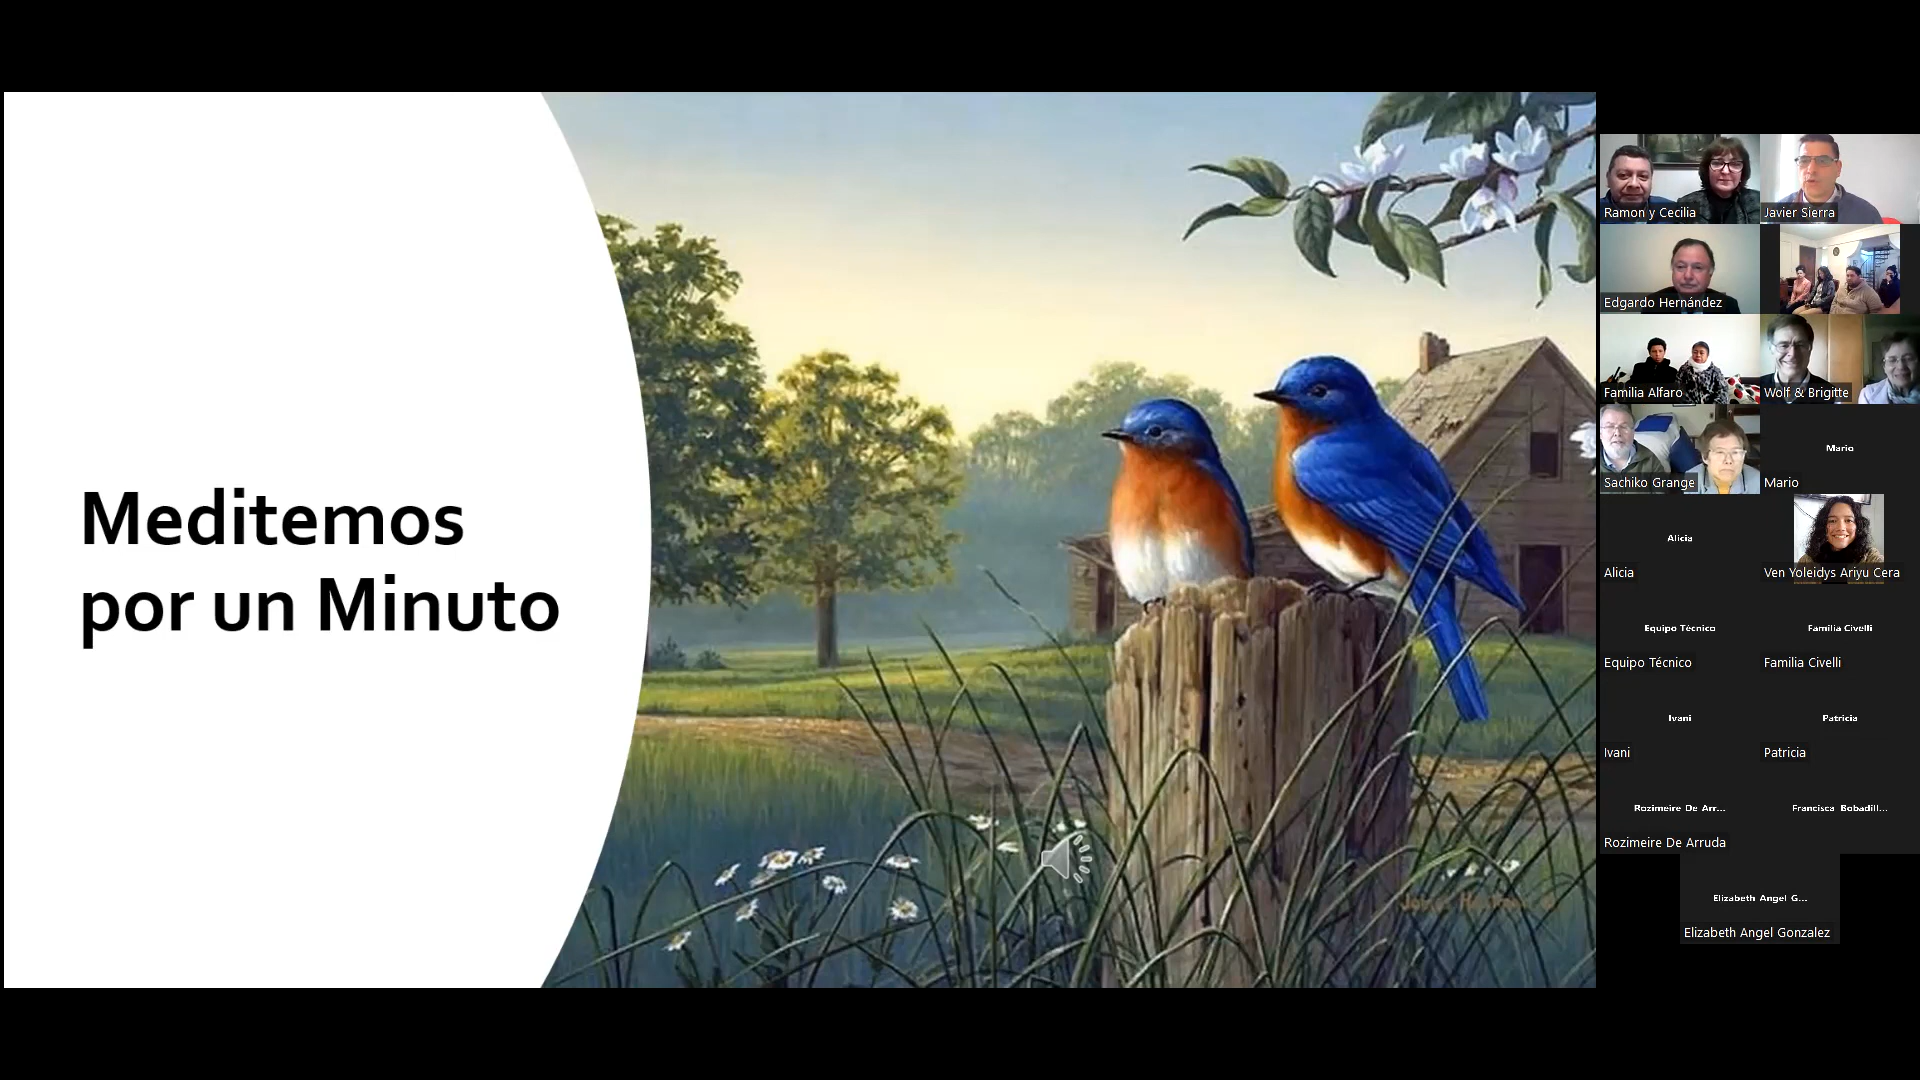 Meditemos
por un Minuto
Ramon y Cecilia
Javier Sierra
Edgardo Hernández
Familia Alfaro
Wolf & Brigitte
Sachiko Grange
Mario
Mario
Alicia
Alicia
Ven Yoleidys Ariyu Cera
Equipo Técnico
Equipo Técnico
Familia Civelli
Familia Civelli
Ivani
Ivani
Patricia
Patricia
Rozimeire De Arr...
Rozimeire De Arruda
Francisca Bobadill...
Elizabeth Angel G...
Elizabeth Angel Gonzalez